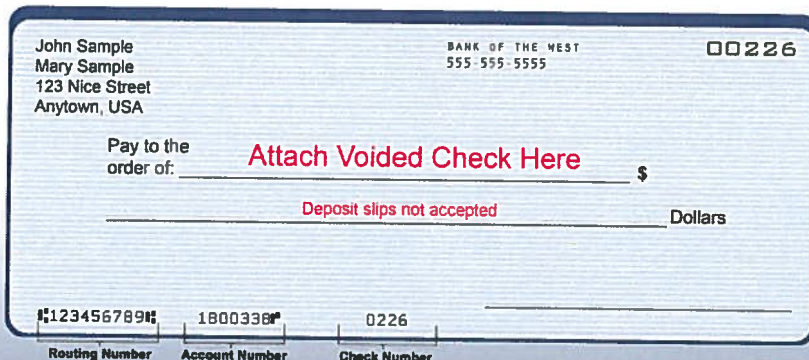 John Sample
Mary Sample
123 Nice Street
Anytown, USA
BANK OF THE WEST
555-555-5555
00226
Pay to the
order of:
Attach Voided Check Here
$
Deposit slips not accepted
Dollars
⑆123456789⑆ 1800338⑈ 0226
Routing Number Account Number Check Number